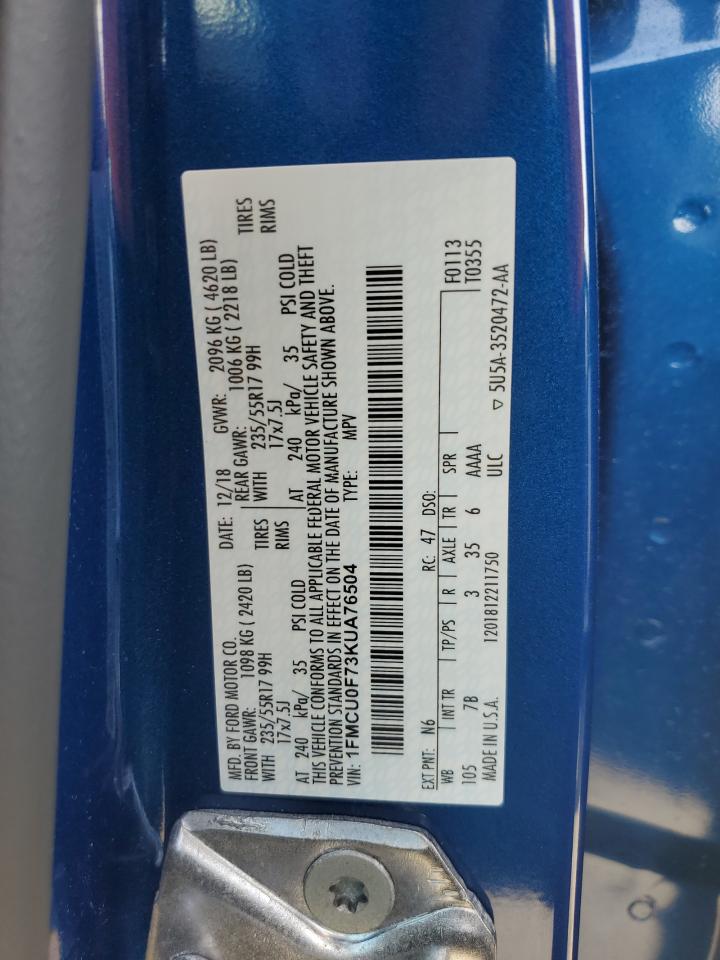 MFD. BY FORD MOTOR CO.
DATE: 12/18 GVWR: 2096 KG ( 4620 LB)
FRONT GAWR: 1098 KG ( 2420 LB) REAR GAWR: 1006 KG ( 2218 LB)
WITH 235/55R17 99H TIRES WITH 235/55R17 99H TIRES
17x7.5J RIMS 17x7.5J RIMS
AT 240 kPa/ 35 PSI COLD AT 240 kPa/ 35 PSI COLD
THIS VEHICLE CONFORMS TO ALL APPLICABLE FEDERAL MOTOR VEHICLE SAFETY AND THEFT
PREVENTION STANDARDS IN EFFECT ON THE DATE OF MANUFACTURE SHOWN ABOVE.
VIN: 1FMCU0F73KUA76504 TYPE: MPV
EXT PNT: N6 RC: 47 DSO: F0113
WB INT TR TP/PS R AXLE TR SPR T0355
105 7B 3 35 6 AAAA
MADE IN U.S.A. 1201812211750 ULC ▽ 5U5A-3520472-AA